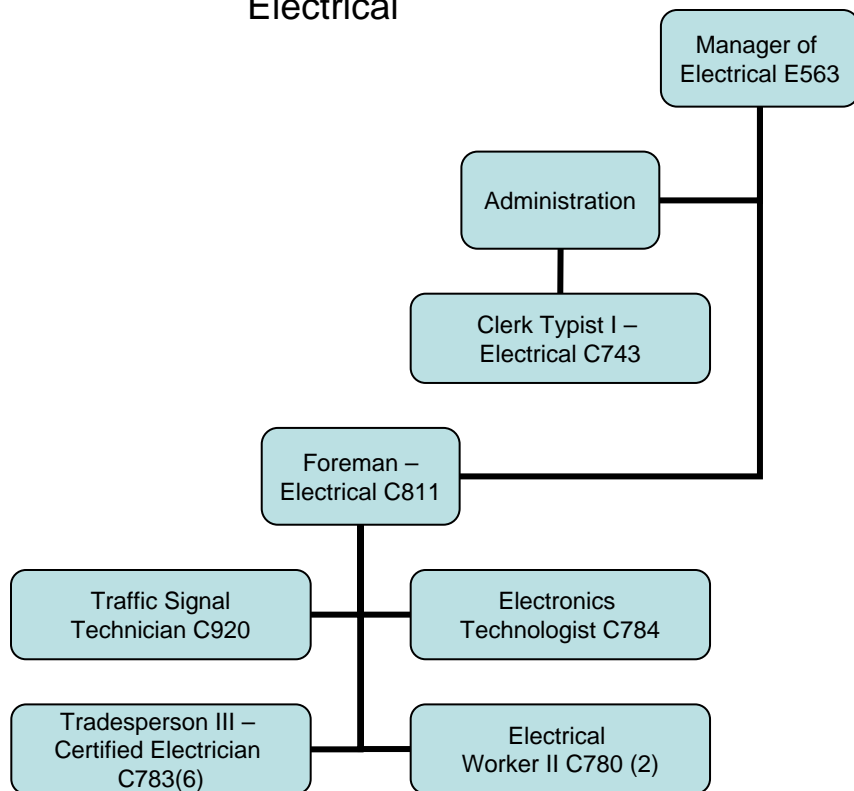 Electrical
Manager of
Electrical E563
Administration
Clerk Typist I –
Electrical C743
Foreman –
Electrical C811
Traffic Signal
Technician C920
Electronics
Technologist C784
Tradesperson III –
Certified Electrician
C783(6)
Electrical
Worker II C780 (2)